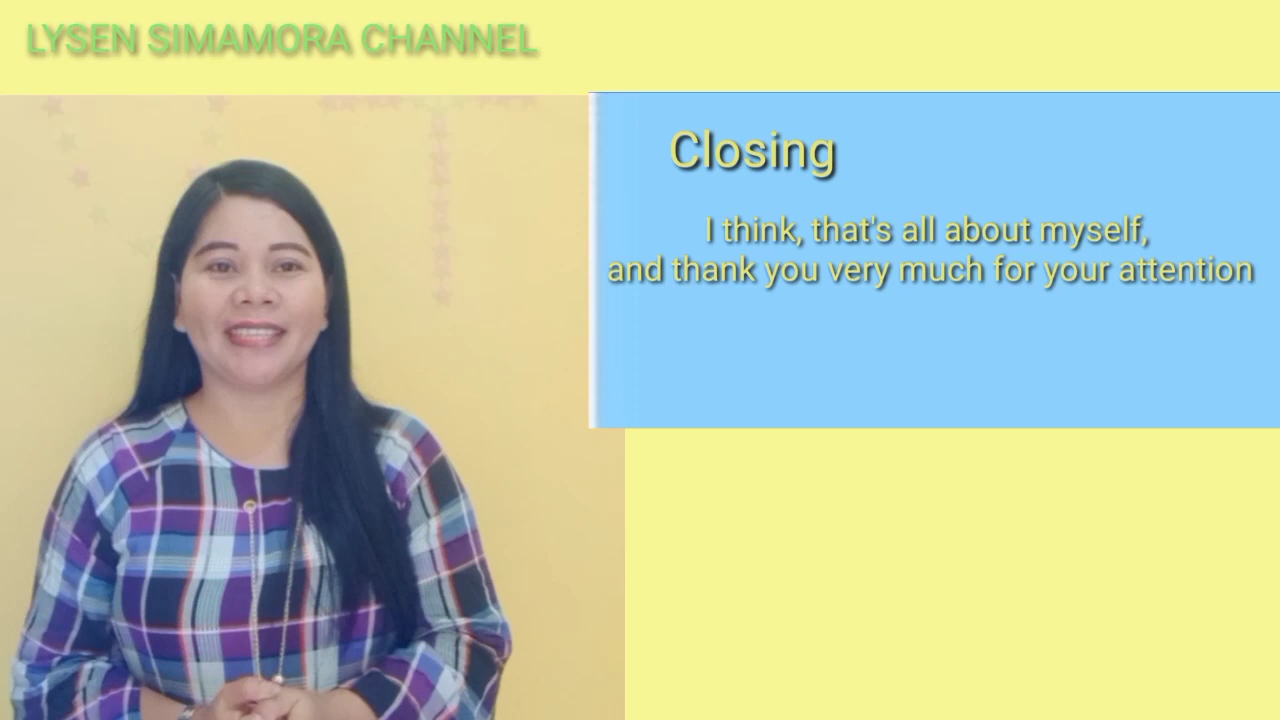 LYSEN SIMAMORA CHANNEL
Closing
I think, that's all about myself,
and thank you very much for your attention